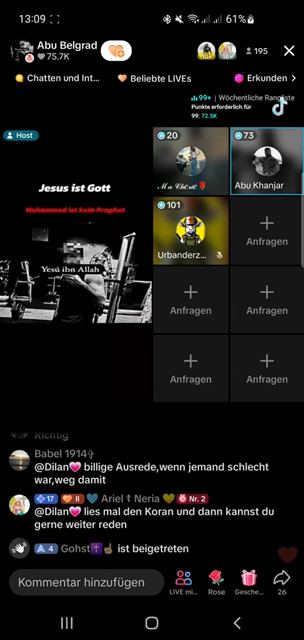 13:09
61%
Abu Belgrad
75.7K
195
Chatten und Int...
Beliebte LIVEs
Erkunden >
99+ | Wöchentliche Rangliste
Punkte erforderlich für
99: 72.5K
Host
20
73
Jesus ist Gott
Abu Khanjar
Mohammed ist kein Prophet
101
Yesú ibn Allah
Urbanderz...
Anfragen
Anfragen
Anfragen
Anfragen
Anfragen
Anfragen
Richtig
Babel 1914✞
@Dilan💗 billige Ausrede,wenn jemand schlecht
war,weg damit
17 II 💙 Ariel ⚕ Neria 💛 Nr. 2
@Dilan💗 lies mal den Koran und dann kannst du
gerne weiter reden
4 Gohst✝️☝️ ist beigetreten
Kommentar hinzufügen
LIVE mi...
Rose
Gesche...
26